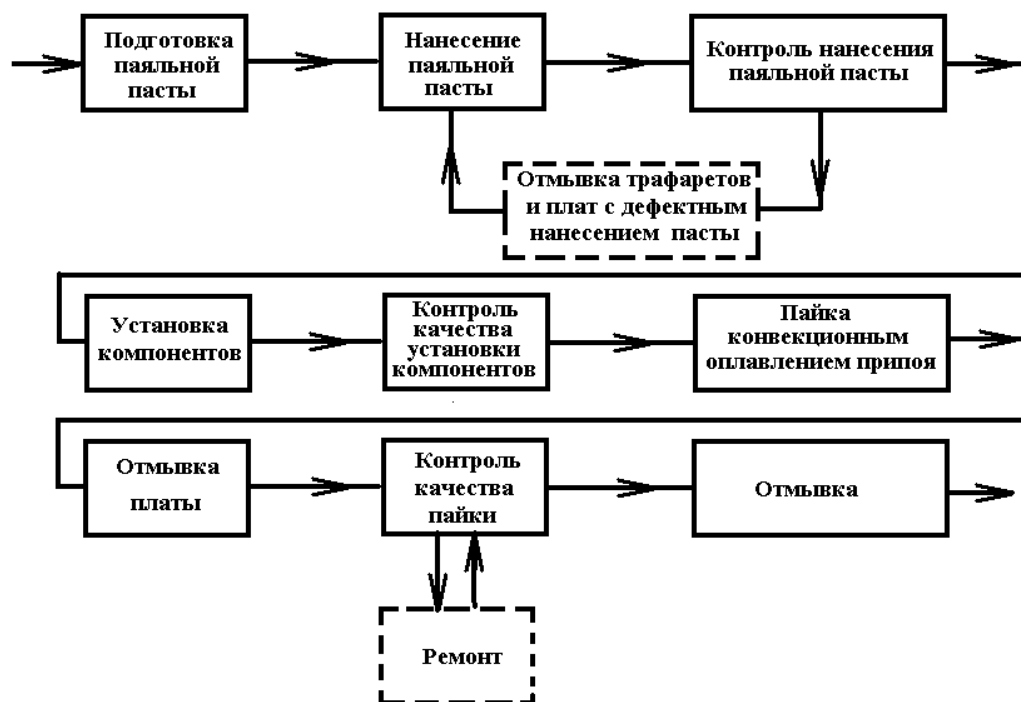 Подготовка
паяльной
пасты
Нанесение
паяльной
пасты
Контроль нанесения
паяльной пасты
Отмывка трафаретов
и плат с дефектным
нанесением пасты
Установка
компонентов
Контроль
качества
установки
компонентов
Пайка
конвекционным
оплавлением припоя
Отмывка
платы
Контроль
качества
пайки
Отмывка
Ремонт